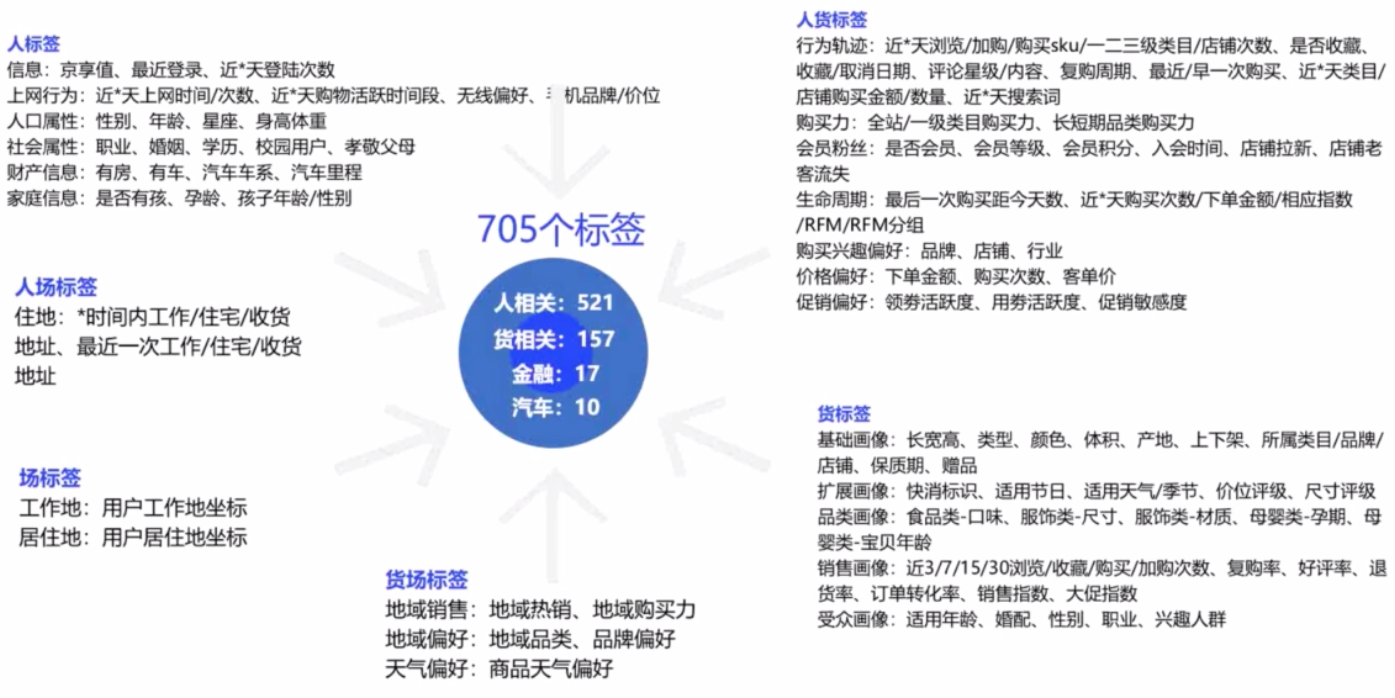 人标签
信息：京享值、最近登录、近*天登陆次数
上网行为：近*天上网时间/次数、近*天购物活跃时间段、无线偏好、手机品牌/价位
人口属性：性别、年龄、星座、身高体重
社会属性：职业、婚姻、学历、校园用户、孝敬父母
财产信息：有房、有车、汽车车系、汽车里程
家庭信息：是否有孩、孕龄、孩子年龄/性别
人货标签
行为轨迹：近*天浏览/加购/购买sku/一二三级类目/店铺次数、是否收藏、
收藏/取消日期、评论星级/内容、复购周期、最近/早一次购买、近*天类目/
店铺购买金额/数量、近*天搜索词
购买力：全站/一级类目购买力、长短期品类购买力
会员粉丝：是否会员、会员等级、会员积分、入会时间、店铺拉新、店铺老
客流失
生命周期：最后一次购买距今天数、近*天购买次数/下单金额/相应指数
/RFM/RFM分组
购买兴趣偏好：品牌、店铺、行业
价格偏好：下单金额、购买次数、客单价
促销偏好：领券活跃度、用券活跃度、促销敏感度
705个标签
人相关：521
货相关：157
金融：17
汽车：10
人场标签
住地：*时间内工作/住宅/收货
地址、最近一次工作/住宅/收货
地址
场标签
工作地：用户工作地坐标
居住地：用户居住地坐标
货场标签
地域销售：地域热销、地域购买力
地域偏好：地域品类、品牌偏好
天气偏好：商品天气偏好
货标签
基础画像：长宽高、类型、颜色、体积、产地、上下架、所属类目/品牌/
店铺、保质期、赠品
扩展画像：快消标识、适用节日、适用天气/季节、价位评级、尺寸评级
品类画像：食品类-口味、服饰类-尺寸、服饰类-材质、母婴类-孕期、母
婴类-宝贝年龄
销售画像：近3/7/15/30浏览/收藏/购买/加购次数、复购率、好评率、退
货率、订单转化率、销售指数、大促指数
受众画像：适用年龄、婚配、性别、职业、兴趣人群